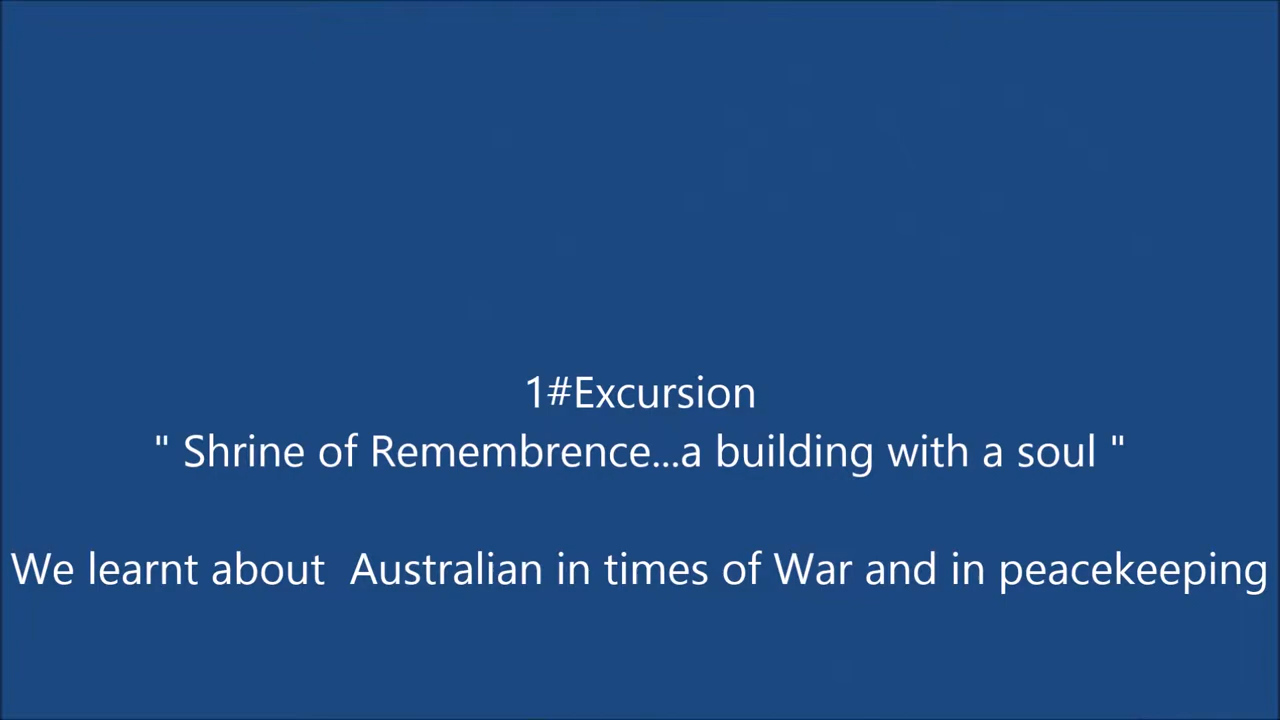 1#Excursion
" Shrine of Remembrence...a building with a soul "
We learnt about  Australian in times of War and in peacekeeping